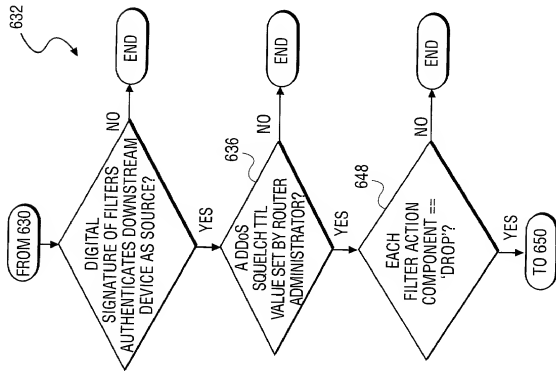 632
FROM 630
DIGITAL
SIGNATURE OF FILTERS
AUTHENTICATES DOWNSTREAM
DEVICE AS SOURCE?
NO
END
YES
636
A DDoS
SQUELCH TTL
VALUE SET BY ROUTER
ADMINISTRATOR?
NO
END
YES
648
EACH
FILTER ACTION
COMPONENT ==
'DROP'?
NO
END
YES
TO 650